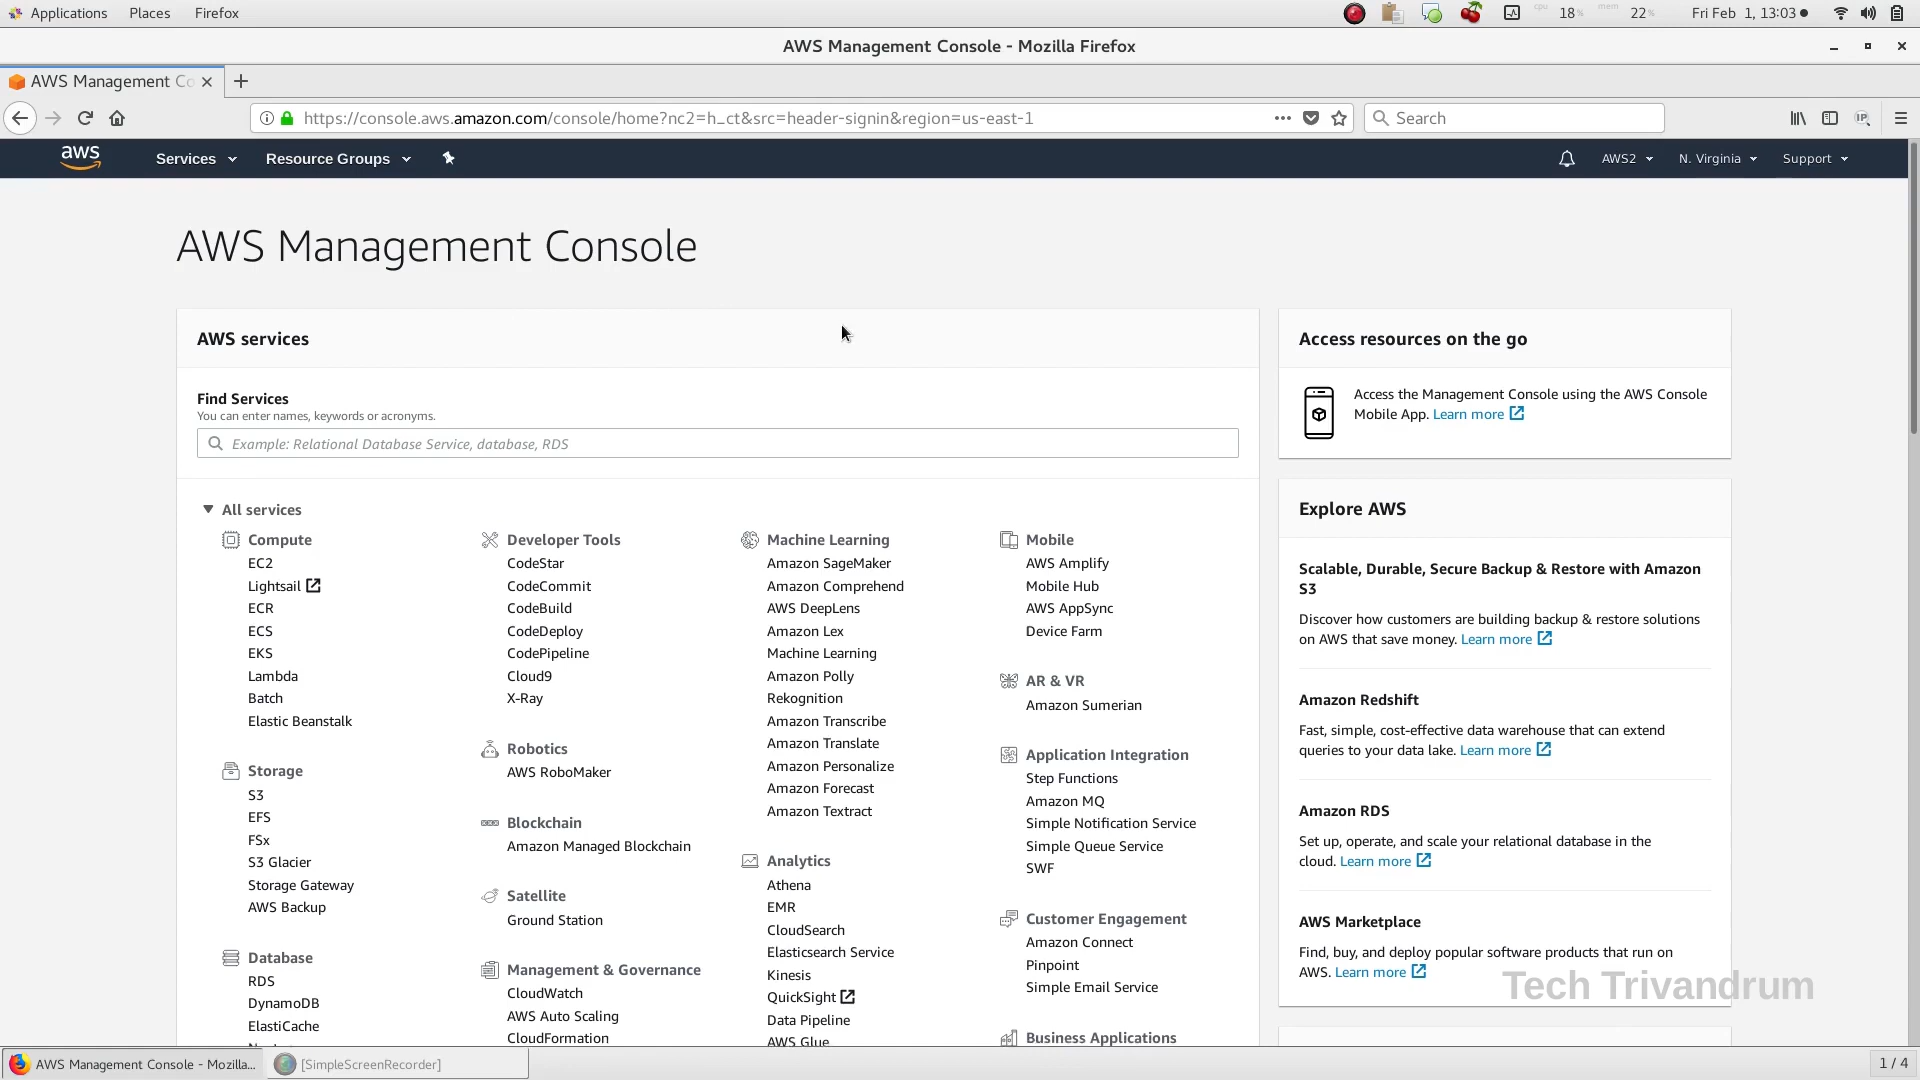 Applications Places Firefox
cpu 18% mem 22% Fri Feb 1, 13:03
AWS Management Console - Mozilla Firefox
AWS Management Co
https://console.aws.amazon.com/console/home?nc2=h_ct&src=header-signin&region=us-east-1
Search
IP
aws Services Resource Groups AWS2 N. Virginia Support
AWS Management Console
AWS services
Find Services
You can enter names, keywords or acronyms.
Example: Relational Database Service, database, RDS
All services
Compute
EC2
Lightsail
ECR
ECS
EKS
Lambda
Batch
Elastic Beanstalk
Storage
S3
EFS
FSx
S3 Glacier
Storage Gateway
AWS Backup
Database
RDS
DynamoDB
ElastiCache
Developer Tools
CodeStar
CodeCommit
CodeBuild
CodeDeploy
CodePipeline
Cloud9
X-Ray
Robotics
AWS RoboMaker
Blockchain
Amazon Managed Blockchain
Satellite
Ground Station
Management & Governance
CloudWatch
AWS Auto Scaling
CloudFormation
Machine Learning
Amazon SageMaker
Amazon Comprehend
AWS DeepLens
Amazon Lex
Machine Learning
Amazon Polly
Rekognition
Amazon Transcribe
Amazon Translate
Amazon Personalize
Amazon Forecast
Amazon Textract
Analytics
Athena
EMR
CloudSearch
Elasticsearch Service
Kinesis
QuickSight
Data Pipeline
AWS Glue
Mobile
AWS Amplify
Mobile Hub
AWS AppSync
Device Farm
AR & VR
Amazon Sumerian
Application Integration
Step Functions
Amazon MQ
Simple Notification Service
Simple Queue Service
SWF
Customer Engagement
Amazon Connect
Pinpoint
Simple Email Service
Business Applications
Access resources on the go
Access the Management Console using the AWS Console
Mobile App. Learn more
Explore AWS
Scalable, Durable, Secure Backup & Restore with Amazon
S3
Discover how customers are building backup & restore solutions
on AWS that save money. Learn more
Amazon Redshift
Fast, simple, cost-effective data warehouse that can extend
queries to your data lake. Learn more
Amazon RDS
Set up, operate, and scale your relational database in the
cloud. Learn more
AWS Marketplace
Find, buy, and deploy popular software products that run on
AWS. Learn more
Tech Trivandrum
AWS Management Console - Mozilla...
[SimpleScreenRecorder]
1 / 4